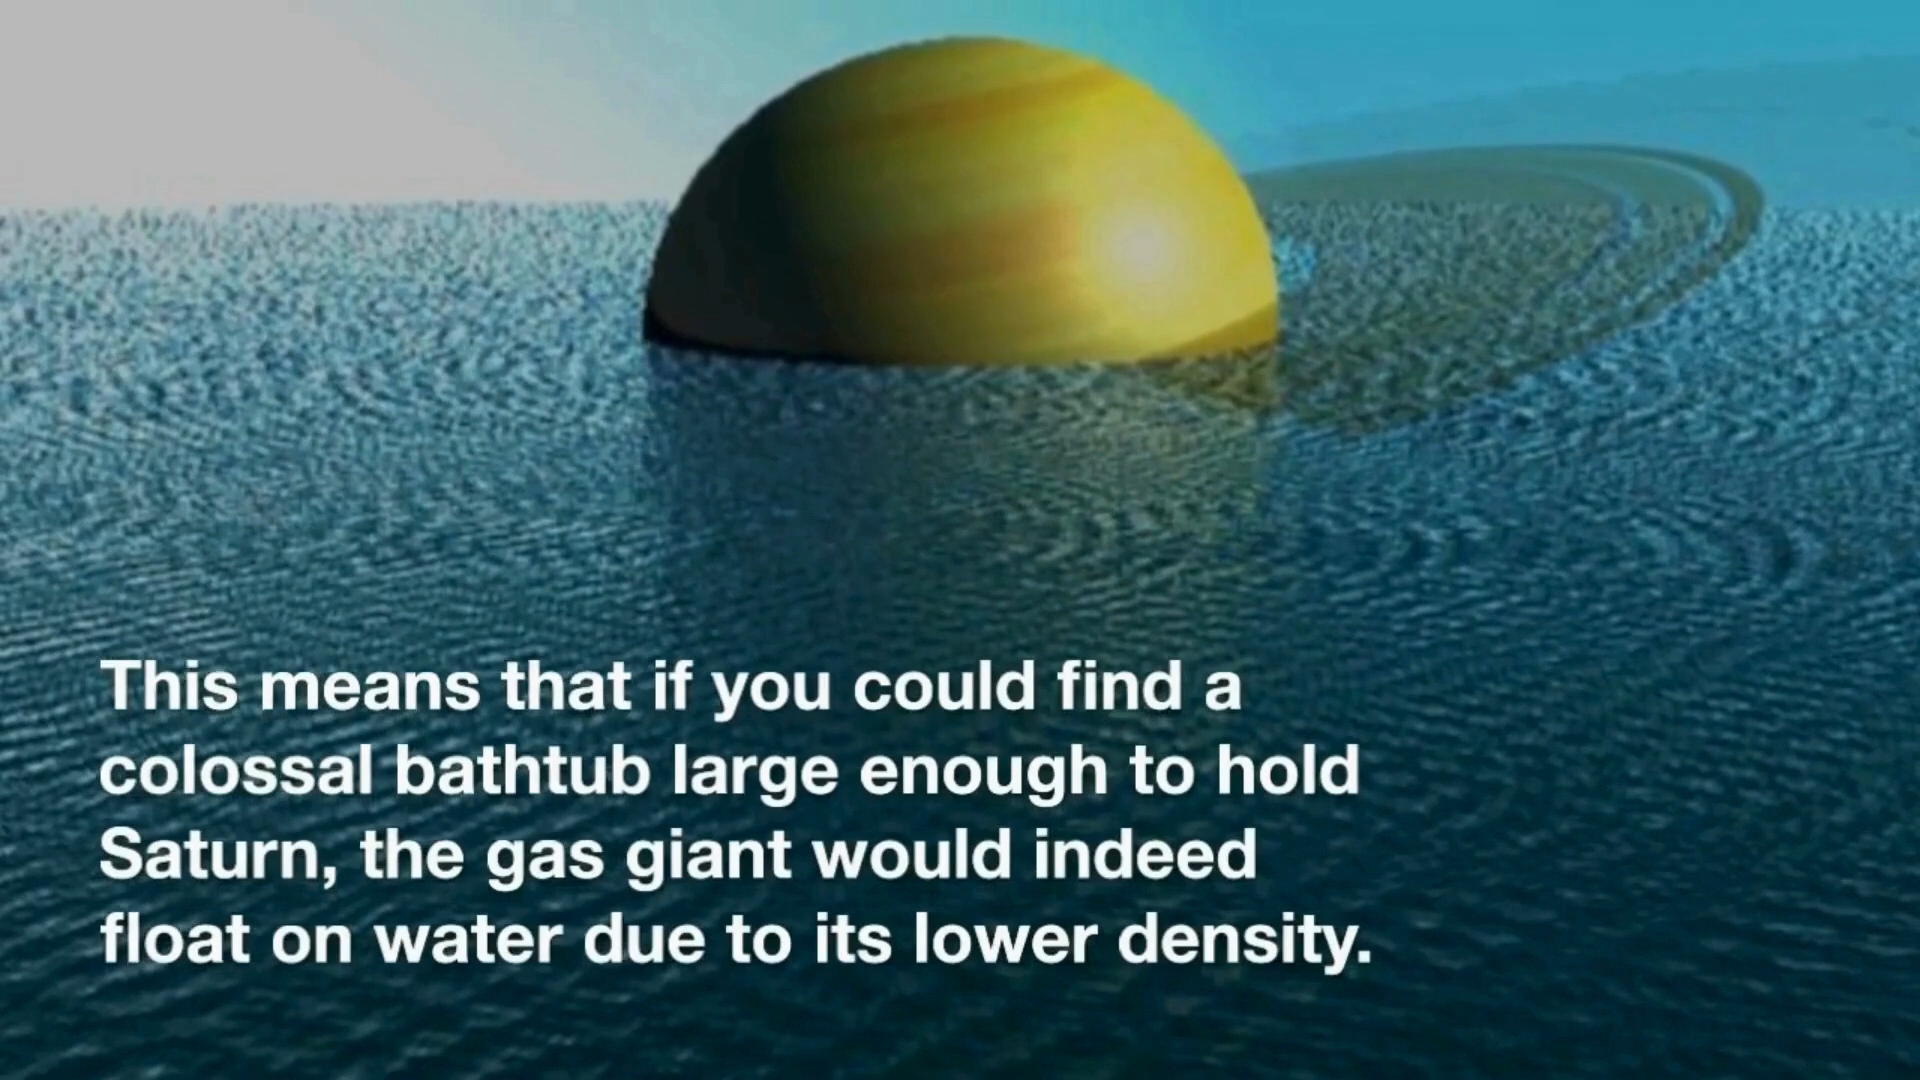 This means that if you could find a
colossal bathtub large enough to hold
Saturn, the gas giant would indeed
float on water due to its lower density.